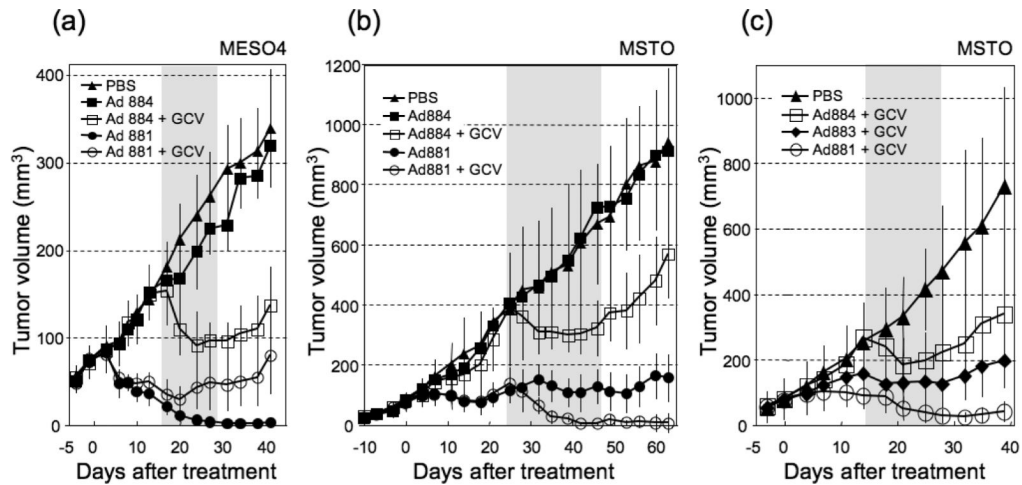 (a)
MESO4
Tumor volume (mm³)
400
300
200
100
0
PBS
Ad 884
Ad 884 + GCV
Ad 881
Ad 881 + GCV
-5 0 10 20 30 40
Days after treatment
(b)
MSTO
Tumor volume (mm³)
1200
1000
800
600
400
200
0
PBS
Ad884
Ad884 + GCV
Ad881
Ad881 + GCV
-10 0 10 20 30 40 50 60
Days after treatment
(c)
MSTO
Tumor volume (mm³)
1000
800
600
400
200
0
PBS
Ad884 + GCV
Ad883 + GCV
Ad881 + GCV
-5 0 10 20 30 40
Days after treatment